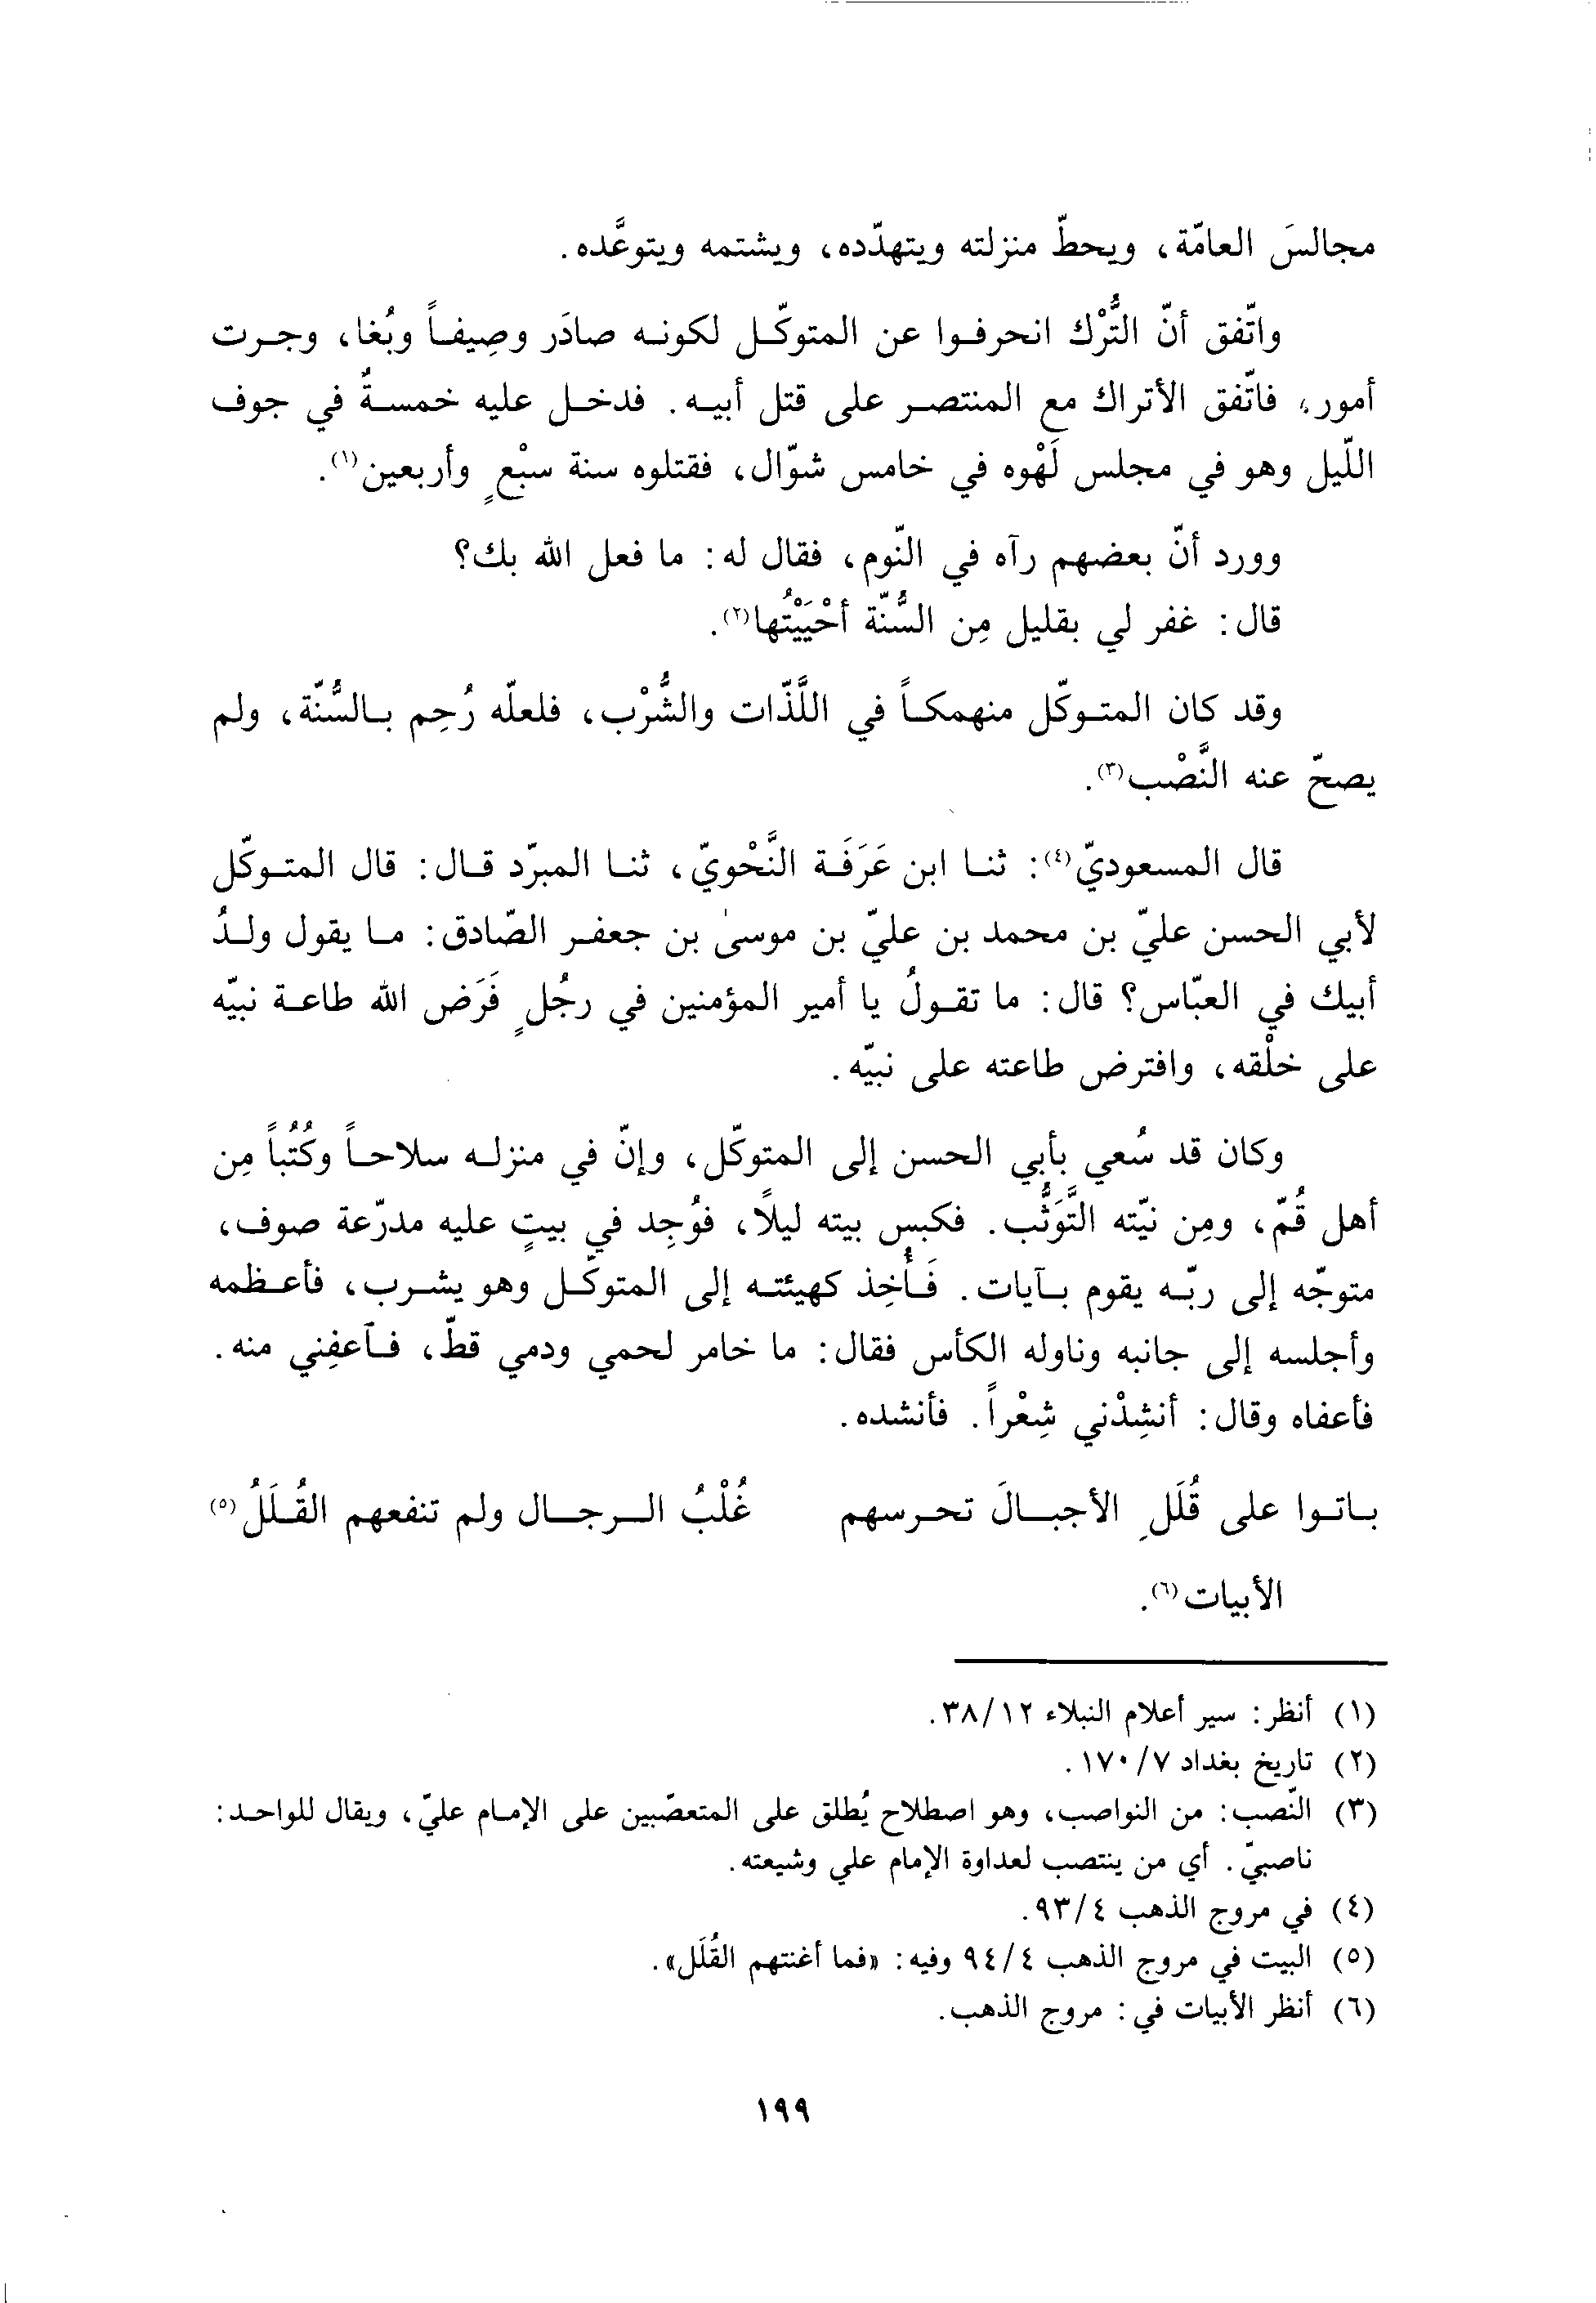 مجالسَ العامّة، ويحطّ منزلته ويتهدّده، ويشتمه ويتوعَّده.
واتّفق أنّ التُّرْك انحرفوا عن المتوكّل لكونه صادَر وصِيفاً وبُغا، وجرت
أمور، فاتّفق الأتراك مع المنتصر على قتل أبيه. فدخل عليه خمسةٌ في جوف
اللّيل وهو في مجلس لَهْوه في خامس شوّال، فقتلوه سنة سبْعٍ وأربعين(١).
وورد أنّ بعضهم رآه في النّوم، فقال له: ما فعل الله بك؟
قال: غفر لي بقليل مِن السُّنّة أحْيَيْتُها(٢).
وقد كان المتوكّل منهمكاً في اللَّذّات والشُّرْب، فلعلّه رُحِم بالسُّنّة، ولم
يصحّ عنه النَّصْب(٣).
قال المسعوديّ(٤): ثنا ابن عَرَفَة النَّحْويّ، ثنا المبرّد قال: قال المتوكّل
لأبي الحسن عليّ بن محمد بن عليّ بن موسىٰ بن جعفر الصّادق: ما يقول ولدُ
أبيك في العبّاس؟ قال: ما تقولُ يا أمير المؤمنين في رجُلٍ فَرَض الله طاعة نبيّه
على خلْقه، وافترض طاعته على نبيّه.
وكان قد سُعي بأبي الحسن إلى المتوكّل، وإنّ في منزله سلاحاً وكُتُباً مِن
أهل قُمّ، ومِن نيّته التَّوَثُّب. فكبس بيته ليلًا، فوُجِد في بيتٍ عليه مدرّعة صوف،
متوجّه إلى ربّه يقوم بآيات. فَأُخِذ كهيئته إلى المتوكّل وهو يشرب، فأعظمه
وأجلسه إلى جانبه وناوله الكأس فقال: ما خامر لحمي ودمي قطّ، فآعفِني منه.
فأعفاه وقال: أنشِدْني شِعْراً. فأنشده.
باتوا على قُلَلِ الأجبالَ تحرسهم غُلْبُ الرجال ولم تنفعهم القُلَلُ(٥)
الأبيات(٦).
(١) أنظر: سير أعلام النبلاء ٣٨/١٢.
(٢) تاريخ بغداد ١٧٠/٧.
(٣) النّصب: من النواصب، وهو اصطلاح يُطلق على المتعصّبين على الإمام عليّ، ويقال للواحد:
ناصبيّ. أي من ينتصب لعداوة الإمام علي وشيعته.
(٤) في مروج الذهب ٩٣/٤.
(٥) البيت في مروج الذهب ٩٤/٤ وفيه: «فما أغنتهم القُلَل».
(٦) أنظر الأبيات في: مروج الذهب.
١٩٩